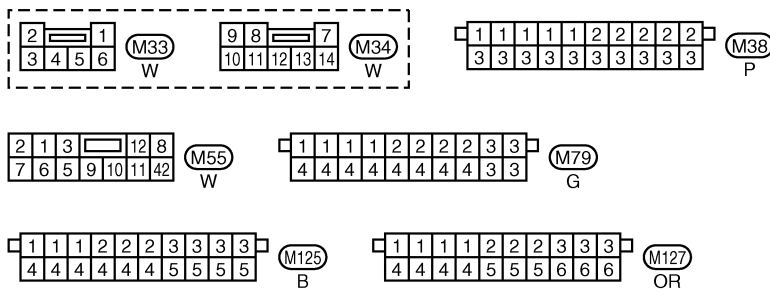 2 1
3 4 5 6
M33
W
9 8 7
10 11 12 13 14
M34
W
1 1 1 1 1 2 2 2 2 2
3 3 3 3 3 3 3 3 3 3
M38
P
2 1 3 12 8
7 6 5 9 10 11 42
M55
W
1 1 1 1 2 2 2 2 3 3
4 4 4 4 4 4 4 4 3 3
M79
G
1 1 1 2 2 2 3 3 3 3
4 4 4 4 4 4 5 5 5 5
M125
B
1 1 1 1 2 2 2 3 3 3
4 4 4 4 5 5 5 6 6 6
M127
OR